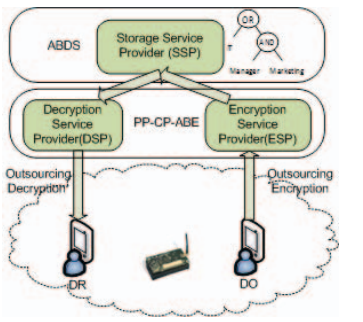 ABDS
Storage Service
Provider (SSP)
OR
IT
AND
Manager
Marketing
Decryption
Service
Provider(DSP)
PP-CP-ABE
Encryption
Service
Provider(ESP)
Outsourcing
Decryption
Outsourcing
Encryption
DR
DO